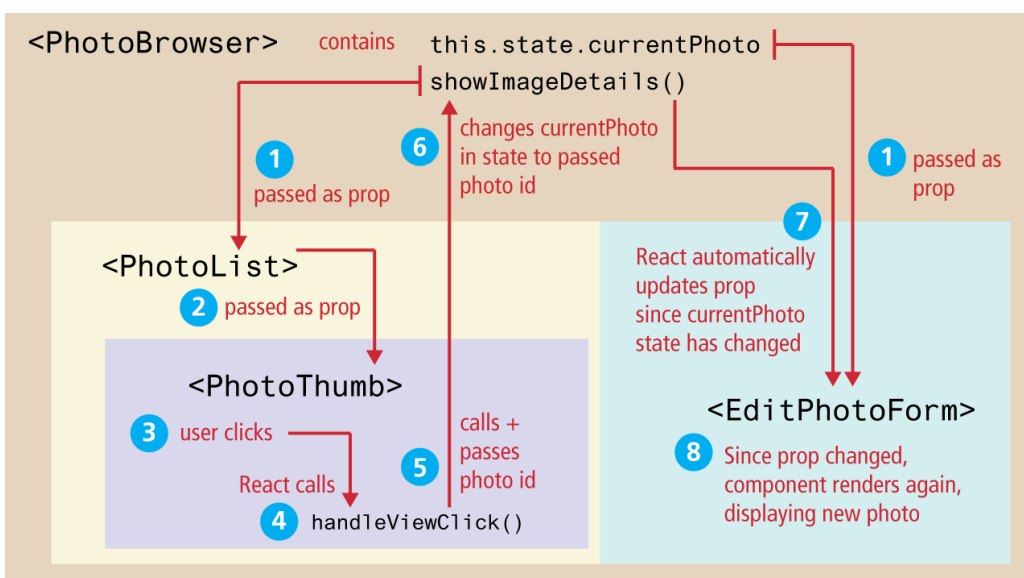 <PhotoBrowser> contains this.state.currentPhoto
showImageDetails()
1
passed as prop
6
changes currentPhoto
in state to passed
photo id
1
passed as
prop
<PhotoList>
2 passed as prop
7
React automatically
updates prop
since currentPhoto
state has changed
<PhotoThumb>
3 user clicks
React calls
4 handleViewClick()
5
calls +
passes
photo id
<EditPhotoForm>
8
Since prop changed,
component renders again,
displaying new photo